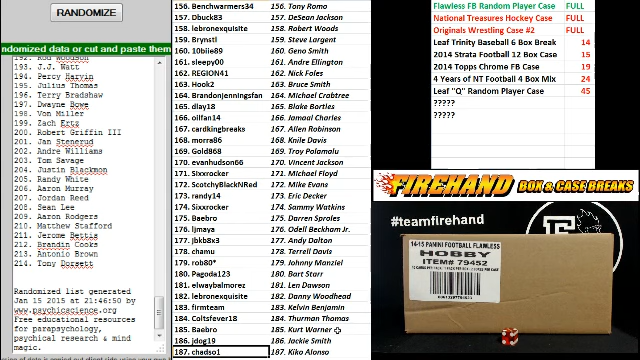 RANDOMIZE
ndomized data or cut and paste them
192. Rod Woodson
193. J.J. Watt
194. Percy Harvin
195. Julius Thomas
196. Terry Bradshaw
197. Dwayne Bowe
198. Von Miller
199. Zach Ertz
200. Robert Griffin III
201. Jan Stenerud
202. Andre Williams
203. Tom Savage
204. Justin Blackmon
205. Randy White
206. Aaron Murray
207. Jordan Reed
208. Sean Lee
209. Aaron Rodgers
210. Matthew Stafford
211. Jerome Bettis
212. Brandin Cooks
213. Antonio Brown
214. Tony Dorsett
Randomized list generated
Jan 15 2015 at 21:46:50 by
www.psychicscience.org
Free educational resources
for parapsychology,
psychical research & mind
magic.
156. Benchwarmers34 156. Tony Romo
157. Dbuck83 157. DeSean Jackson
158. lebronexquisite 158. Robert Woods
159. Brynstl 159. Steve Largent
160. 10biie89 160. Geno Smith
161. sleepy00 161. Andre Ellington
162. REGION41 162. Nick Foles
163. Hook2 163. Bruce Smith
164. Brandonjenningsfan 164. Michael Crabtree
165. dlay18 165. Blake Bortles
166. oilfan14 166. Jamaal Charles
167. cardkingbreaks 167. Allen Robinson
168. morra86 168. Knile Davis
169. Gold868 169. Troy Polamalu
170. evanhudson66 170. Vincent Jackson
171. Sixxrocker 171. Michael Floyd
172. ScotchyBlackNRed 172. Mike Evans
173. randy14 173. Eric Decker
174. Sixxrocker 174. Sammy Watkins
175. Baebro 175. Darren Sproles
176. ljmaya 176. Odell Beckham Jr.
177. jbkb8x3 177. Andy Dalton
178. chamu 178. Terrell Davis
179. rob80* 179. Johnny Manziel
180. Pagoda123 180. Bart Starr
181. elwaybalmorez 181. Len Dawson
182. lebronexquisite 182. Danny Woodhead
183. firmteam 183. Kelvin Benjamin
184. Coltsfever18 184. Thurman Thomas
185. Baebro 185. Kurt Warner
186. jdog19 186. Jackie Smith
187. chadso1 187. Kiko Alonso
Flawless FB Random Player Case FULL
National Treasures Hockey Case FULL
Originals Wrestling Case #2 FULL
Leaf Trinity Baseball 6 Box Break 14
2014 Strata Football 12 Box Case 15
2014 Topps Chrome FB Case 19
4 Years of NT Football 4 Box Mix 24
Leaf "Q" Random Player Case 45
?????
?????
FIREHAND BOX & CASE BREAKS
#teamfirehand
14-15 PANINI FOOTBALL FLAWLESS
HOBBY
ITEM# 79452